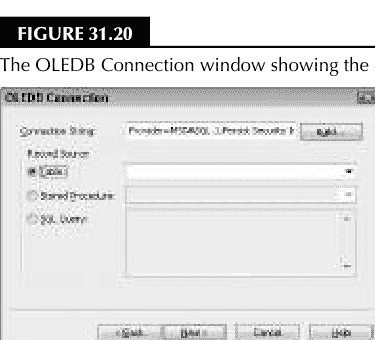 FIGURE 31.20
The OLEDB Connection window showing the
OLEDB Connection
Connection String:
Provider=MSDASQL.1;Persist Security I
Build...
Record Source:
Table:
Stored Procedure:
SQL Query:
< Back
Next >
Cancel
Help